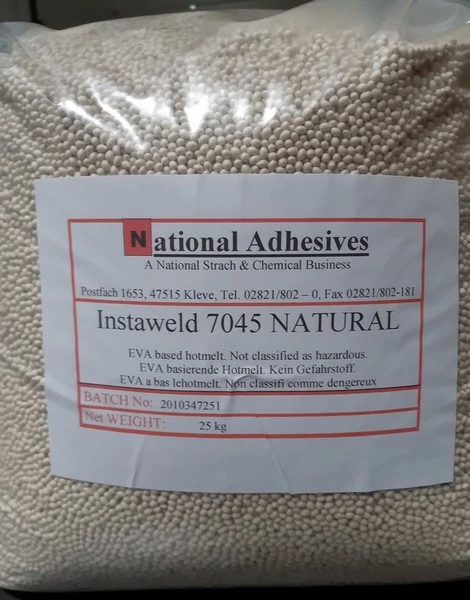 National Adhesives
A National Strach & Chemical Business
Postfach 1653, 47515 Kleve, Tel. 02821/802 – 0, Fax 02821/802-181
Instaweld 7045 NATURAL
EVA based hotmelt. Not classified as hazardous.
EVA basierende Hotmelt. Kein Gefahrstoff.
EVA a bas lehotmelt. Non classifi comme dengereux
BATCH No: 2010347251
Net WEIGHT: 25 kg